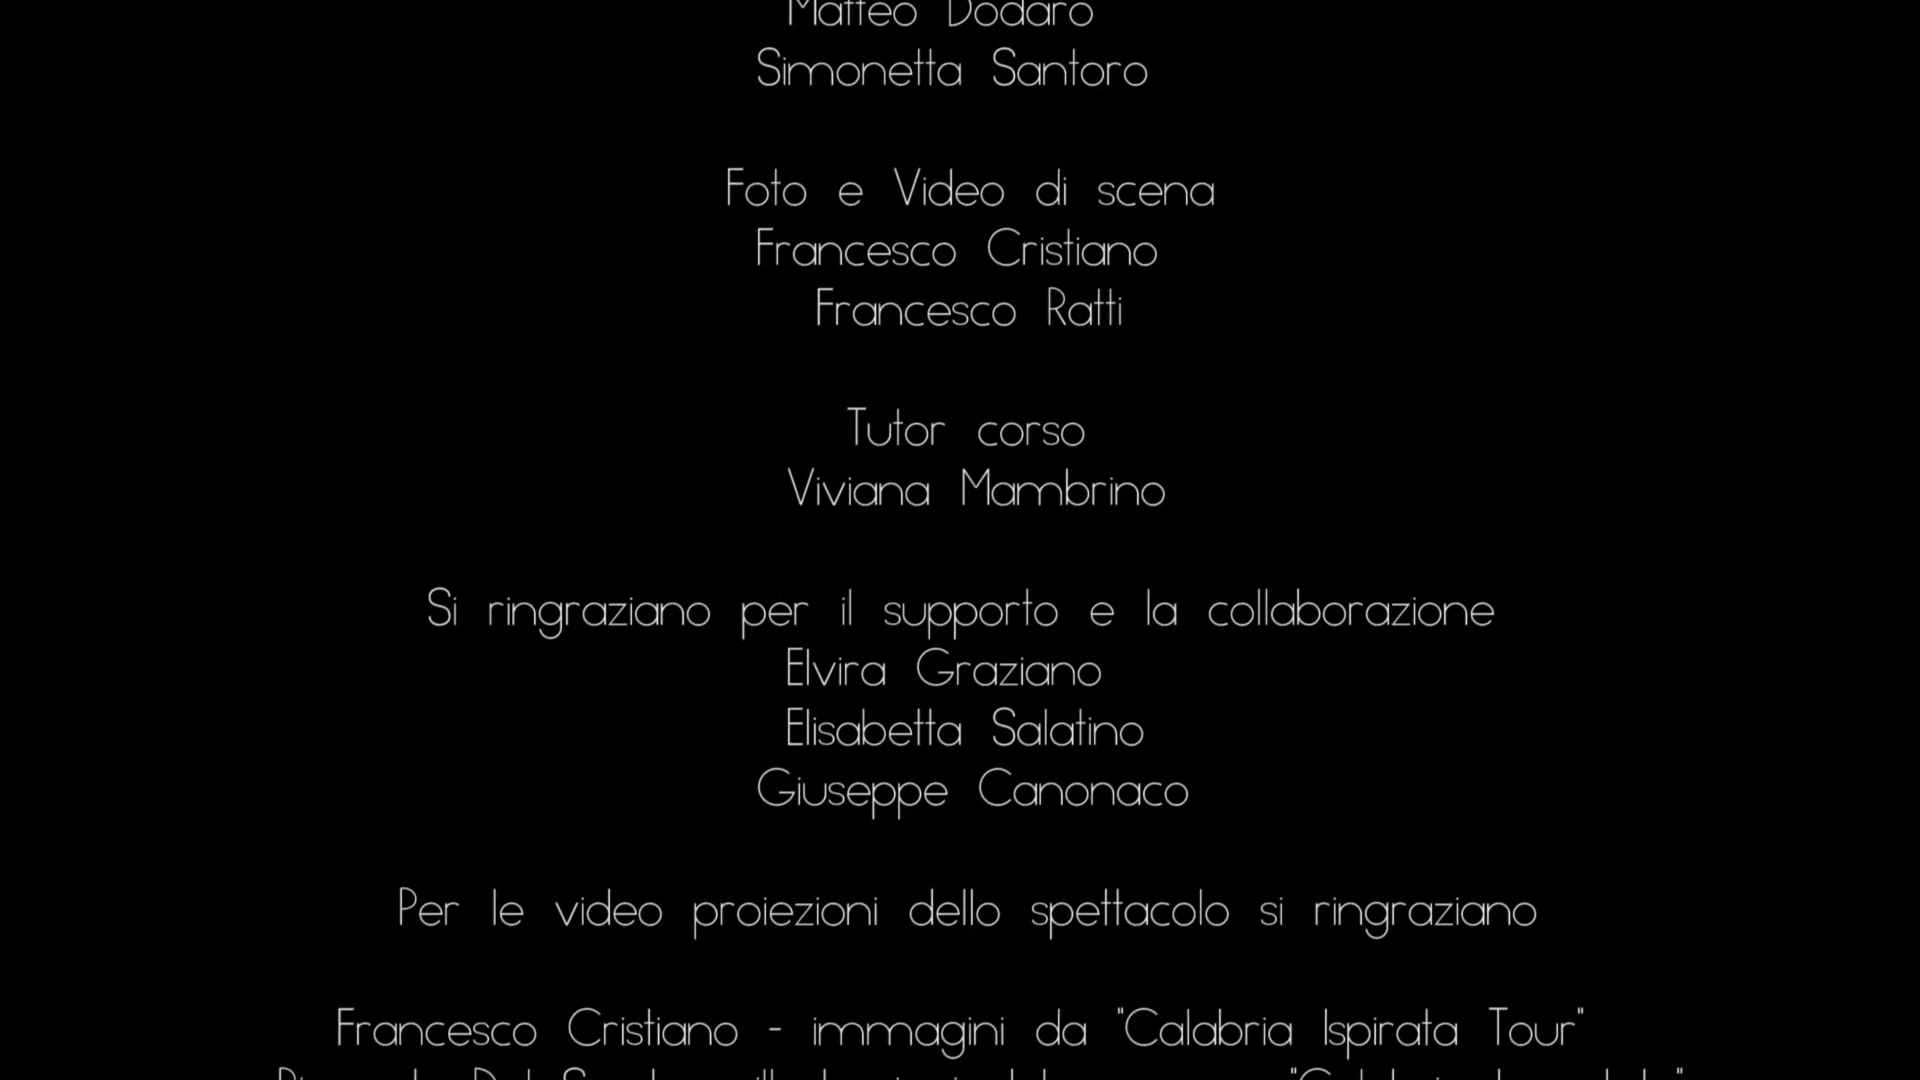 Matteo Dodaro
Simonetta Santoro
Foto e Video di scena
Francesco Cristiano
Francesco Ratti
Tutor corso
Viviana Mambrino
Si ringraziano per il supporto e la collaborazione
Elvira Graziano
Elisabetta Salatino
Giuseppe Canonaco
Per le video proiezioni dello spettacolo si ringraziano
Francesco Cristiano - immagini da "Calabria Ispirata Tour"